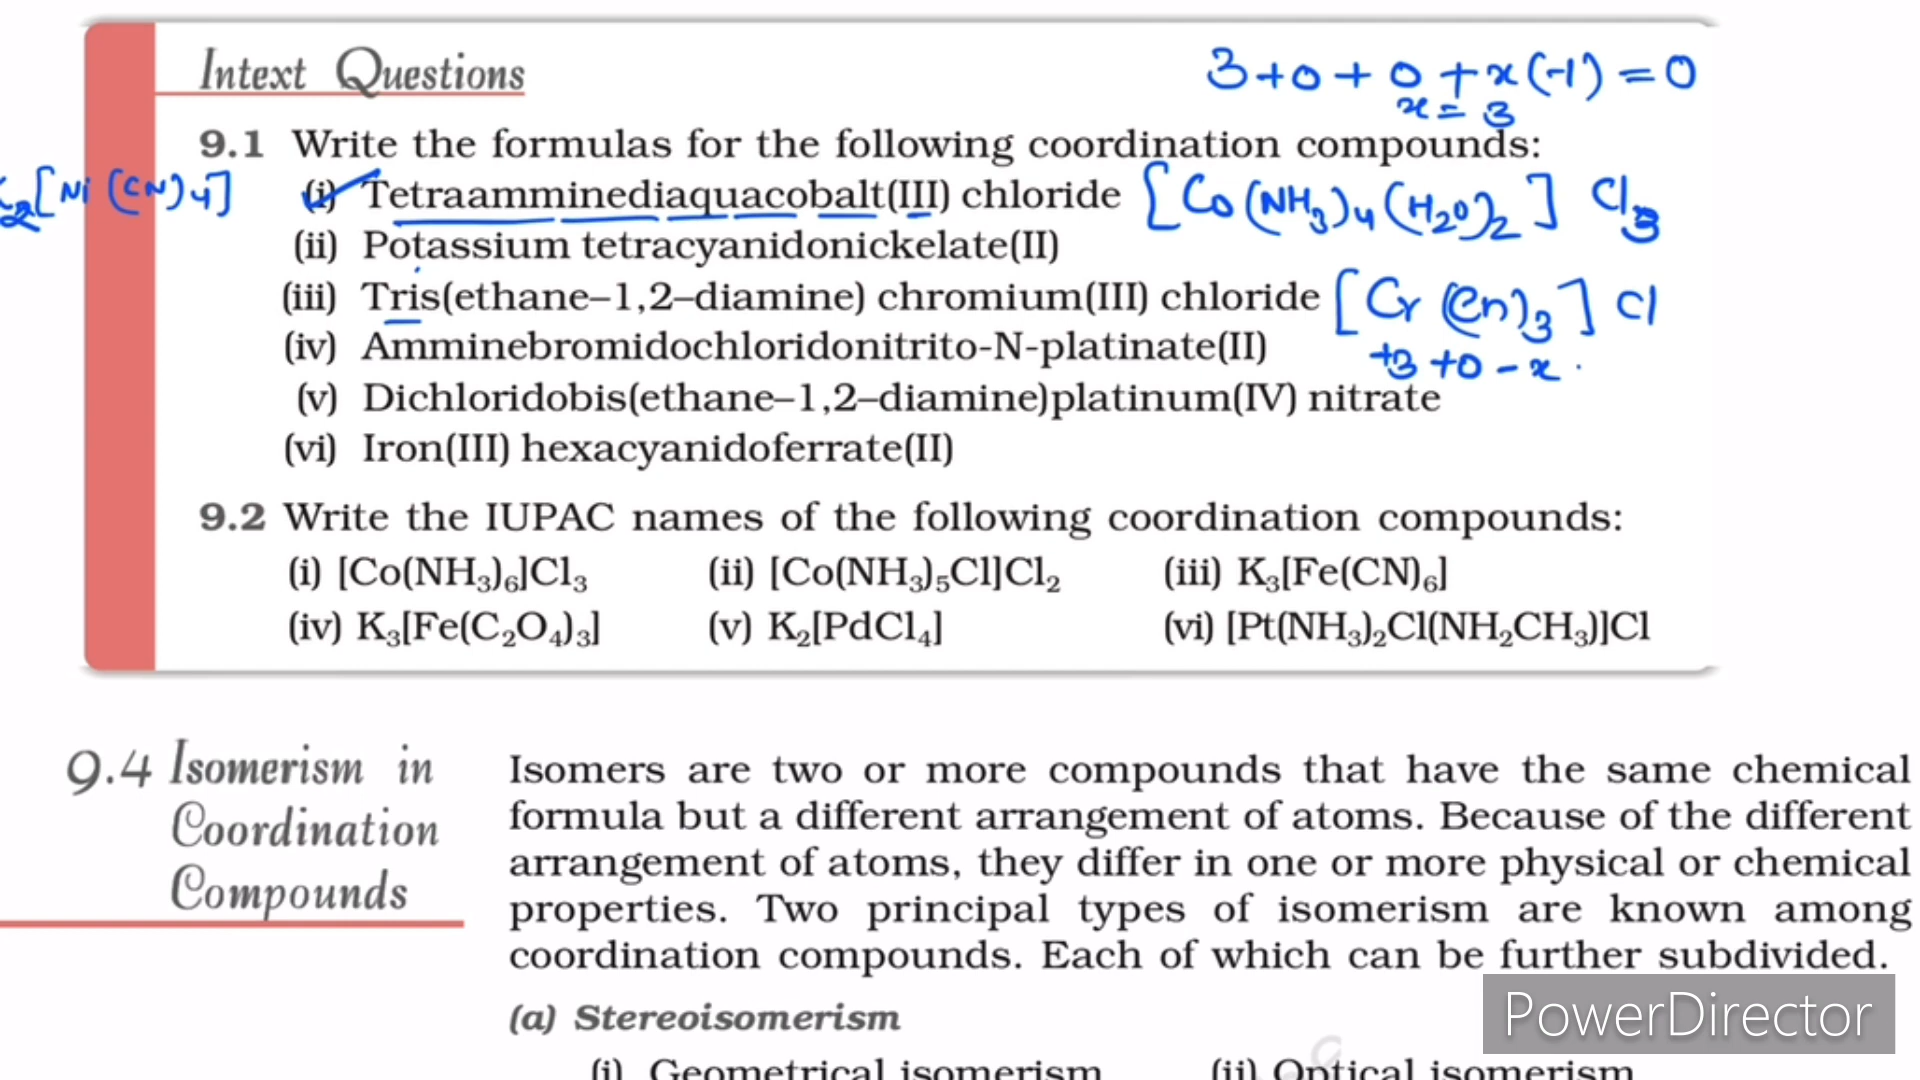 Intext Questions
3+0+0+x(-1)=0
x=3
9.1 Write the formulas for the following coordination compounds:
(i) Tetraamminediaquacobalt(III) chloride [Co(NH₃)₄(H₂O)₂]Cl₃
₂[Ni(CN)4]
(ii) Potassium tetracyanidonickelate(II)
(iii) Tris(ethane–1,2–diamine) chromium(III) chloride [Cr(en)₃]Cl
+3+0-x
(iv) Amminebromidochloridonitrito-N-platinate(II)
(v) Dichloridobis(ethane–1,2–diamine)platinum(IV) nitrate
(vi) Iron(III) hexacyanidoferrate(II)
9.2 Write the IUPAC names of the following coordination compounds:
(i) [Co(NH₃)₆]Cl₃ (ii) [Co(NH₃)₅Cl]Cl₂ (iii) K₃[Fe(CN)₆]
(iv) K₃[Fe(C₂O₄)₃] (v) K₂[PdCl₄] (vi) [Pt(NH₃)₂Cl(NH₂CH₃)]Cl
9.4 Isomerism in
Coordination
Compounds
Isomers are two or more compounds that have the same chemical
formula but a different arrangement of atoms. Because of the different
arrangement of atoms, they differ in one or more physical or chemical
properties. Two principal types of isomerism are known among
coordination compounds. Each of which can be further subdivided.
(a) Stereoisomerism
(i) Geometrical isomerism (ii) Optical isomerism
PowerDirector